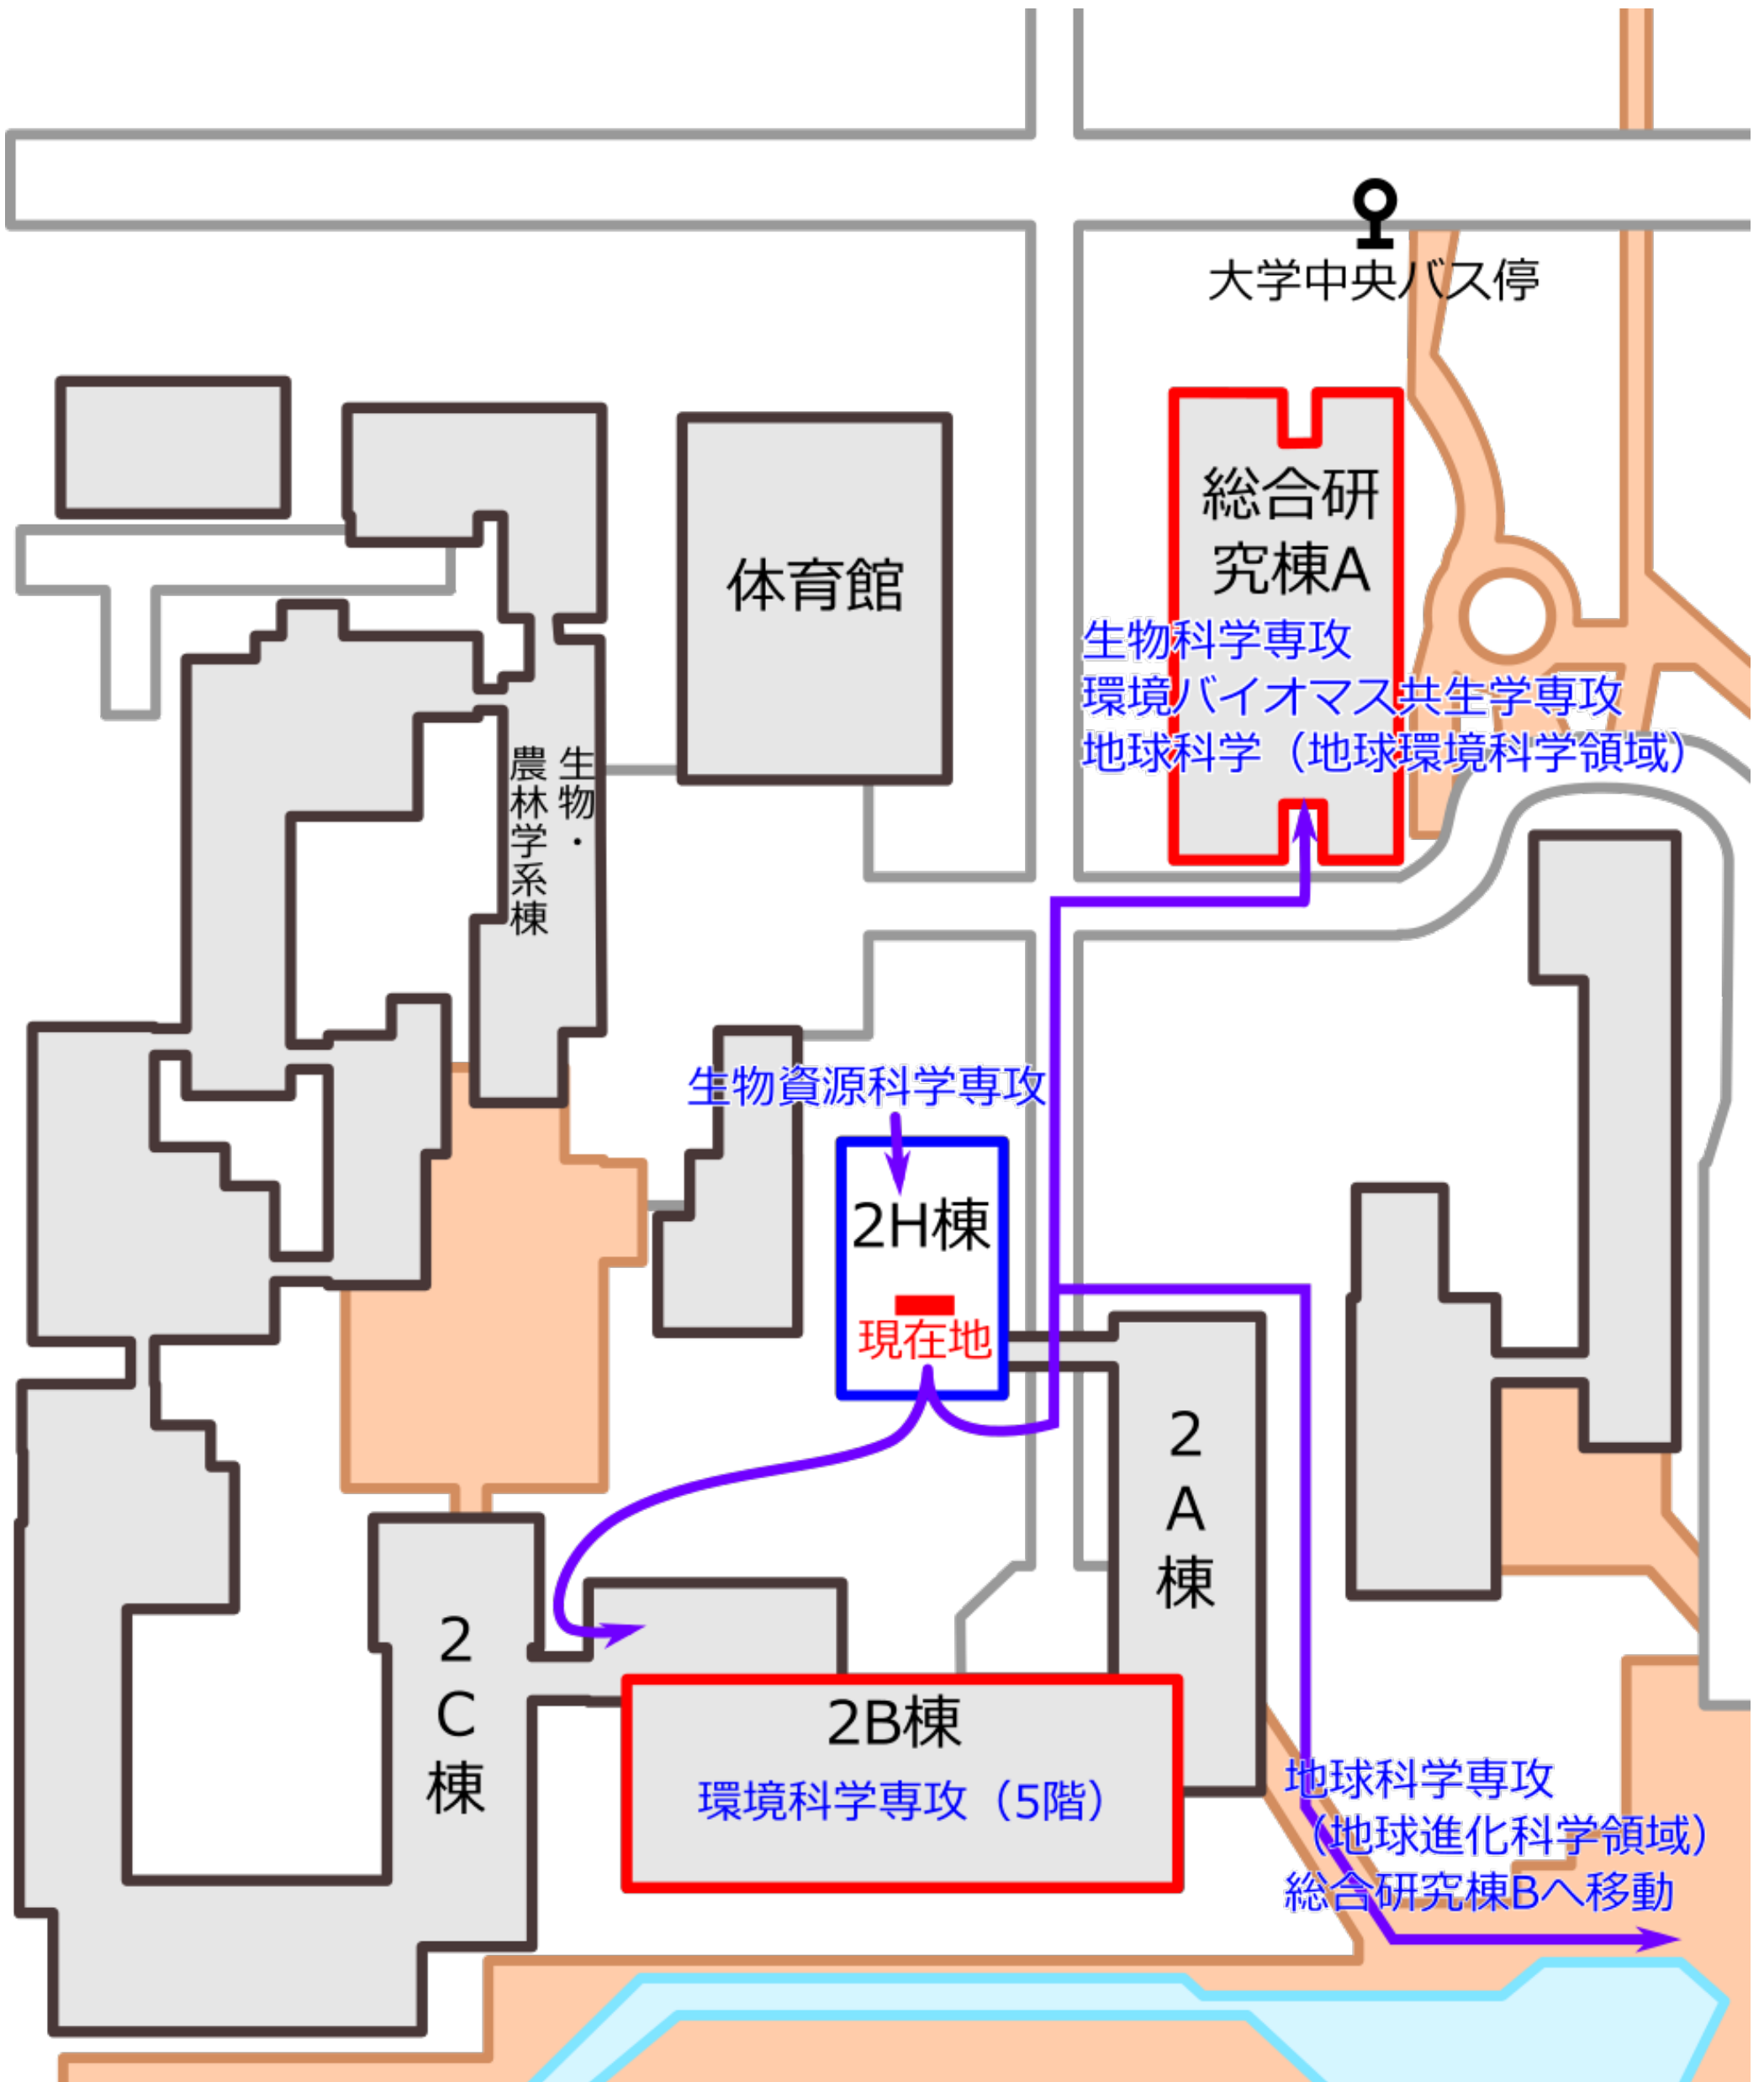 大学中央バス停
総合研
究棟A
体育館
生物科学専攻
環境バイオマス共生学専攻
地球科学（地球環境科学領域）
生物・
農林学系棟
生物資源科学専攻
2H棟
現在地
2A棟
2C棟
2B棟
環境科学専攻（5階）
地球科学専攻
（地球進化科学領域）
総合研究棟Bへ移動